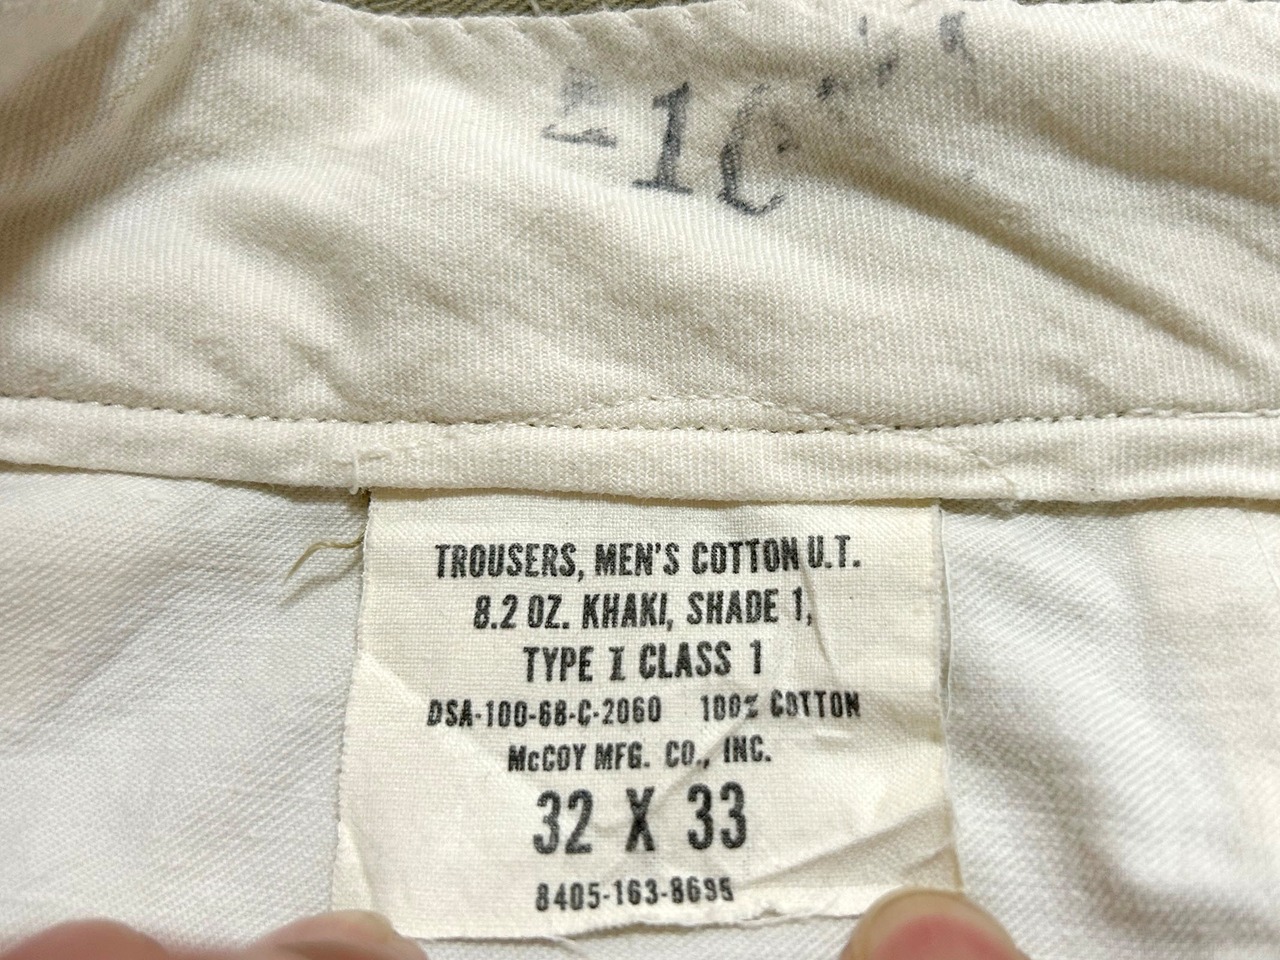 TROUSERS, MEN'S COTTON U.T.
8.2 OZ. KHAKI, SHADE 1,
TYPE I CLASS 1
DSA-100-68-C-2060 100% COTTON
McCOY MFG. CO., INC.
32 X 33
8405-163-8695